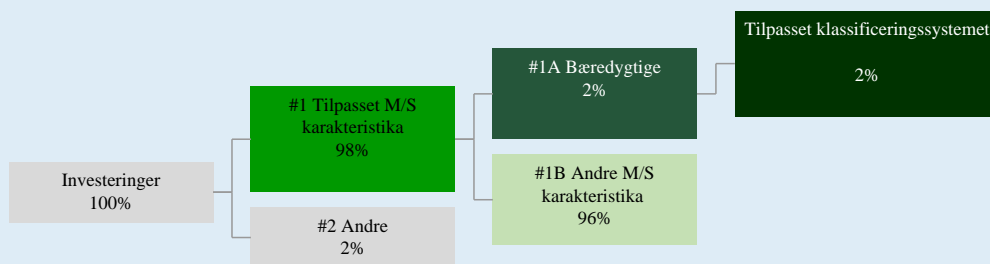 Investeringer
100%
#1 Tilpasset M/S
karakteristika
98%
#2 Andre
2%
#1A Bæredygtige
2%
#1B Andre M/S
karakteristika
96%
Tilpasset klassificeringssystemet
2%